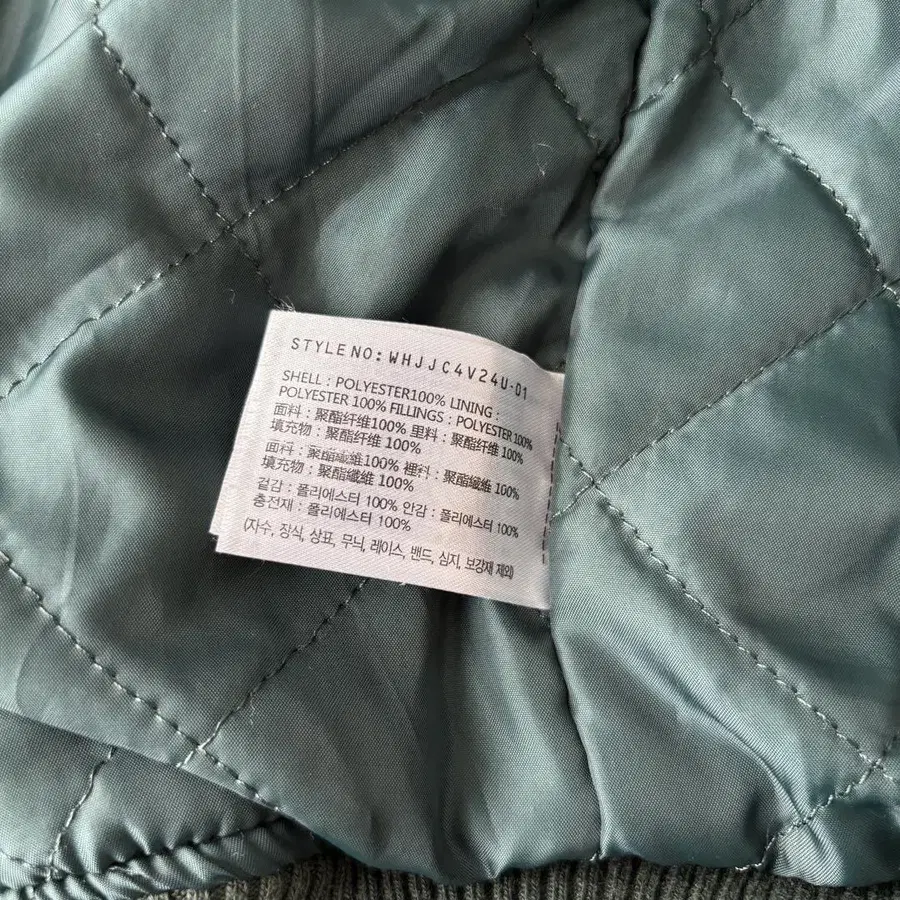 STYLE NO: WHJJC4V24U-01
SHELL : POLYESTER100% LINING :
POLYESTER 100% FILLINGS : POLYESTER 100%
面料 : 聚酯纤维100% 里料 : 聚酯纤维 100%
填充物 : 聚酯纤维 100%
面料 : 聚酯纖維100% 裡料 : 聚酯纖維 100%
填充物 : 聚酯纖維 100%
겉감 : 폴리에스터 100% 안감 : 폴리에스터 100%
충전재 : 폴리에스터 100%
(자수, 장식, 상표, 무늬, 레이스, 밴드, 심지, 보강재 제외)